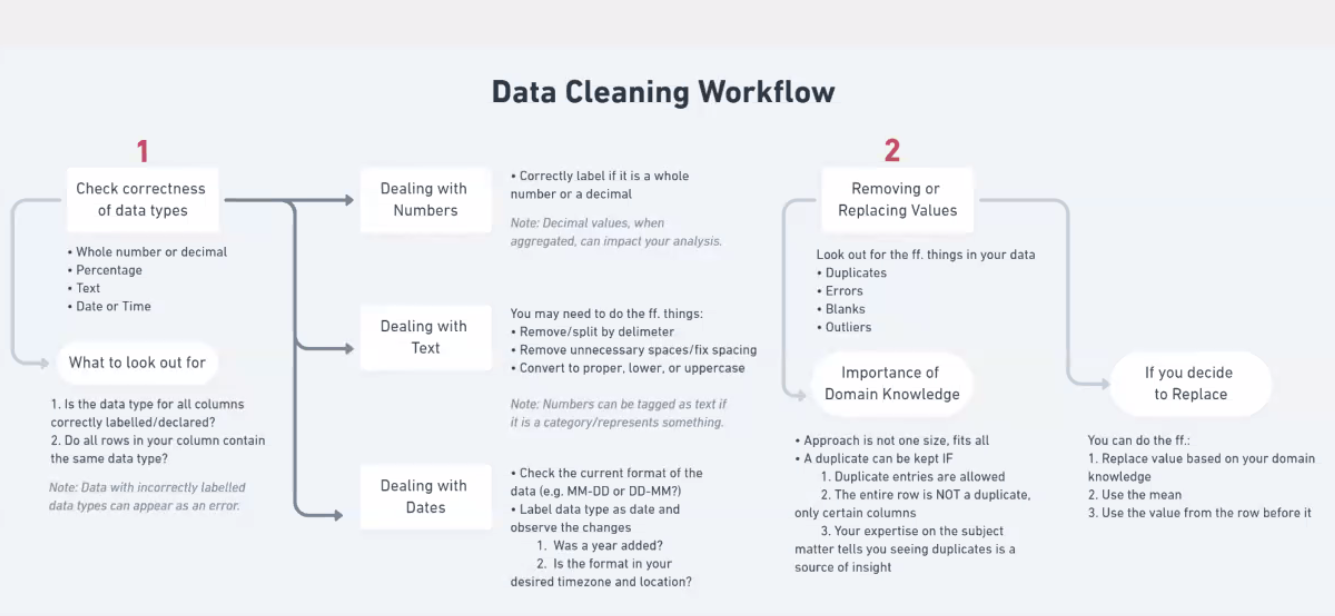 Data Cleaning Workflow
1
Check correctness
of data types
• Whole number or decimal
• Percentage
• Text
• Date or Time
What to look out for
1. Is the data type for all columns
correctly labelled/declared?
2. Do all rows in your column contain
the same data type?
Note: Data with incorrectly labelled
data types can appear as an error.
Dealing with
Numbers
• Correctly label if it is a whole
number or a decimal
Note: Decimal values, when
aggregated, can impact your analysis.
Dealing with
Text
You may need to do the ff. things:
• Remove/split by delimeter
• Remove unnecessary spaces/fix spacing
• Convert to proper, lower, or uppercase
Note: Numbers can be tagged as text if
it is a category/represents something.
Dealing with
Dates
• Check the current format of the
data (e.g. MM-DD or DD-MM?)
• Label data type as date and
observe the changes
1. Was a year added?
2. Is the format in your
desired timezone and location?
2
Removing or
Replacing Values
Look out for the ff. things in your data
• Duplicates
• Errors
• Blanks
• Outliers
Importance of
Domain Knowledge
• Approach is not one size, fits all
• A duplicate can be kept IF
1. Duplicate entries are allowed
2. The entire row is NOT a duplicate,
only certain columns
3. Your expertise on the subject
matter tells you seeing duplicates is a
source of insight
If you decide
to Replace
You can do the ff.:
1. Replace value based on your domain
knowledge
2. Use the mean
3. Use the value from the row before it